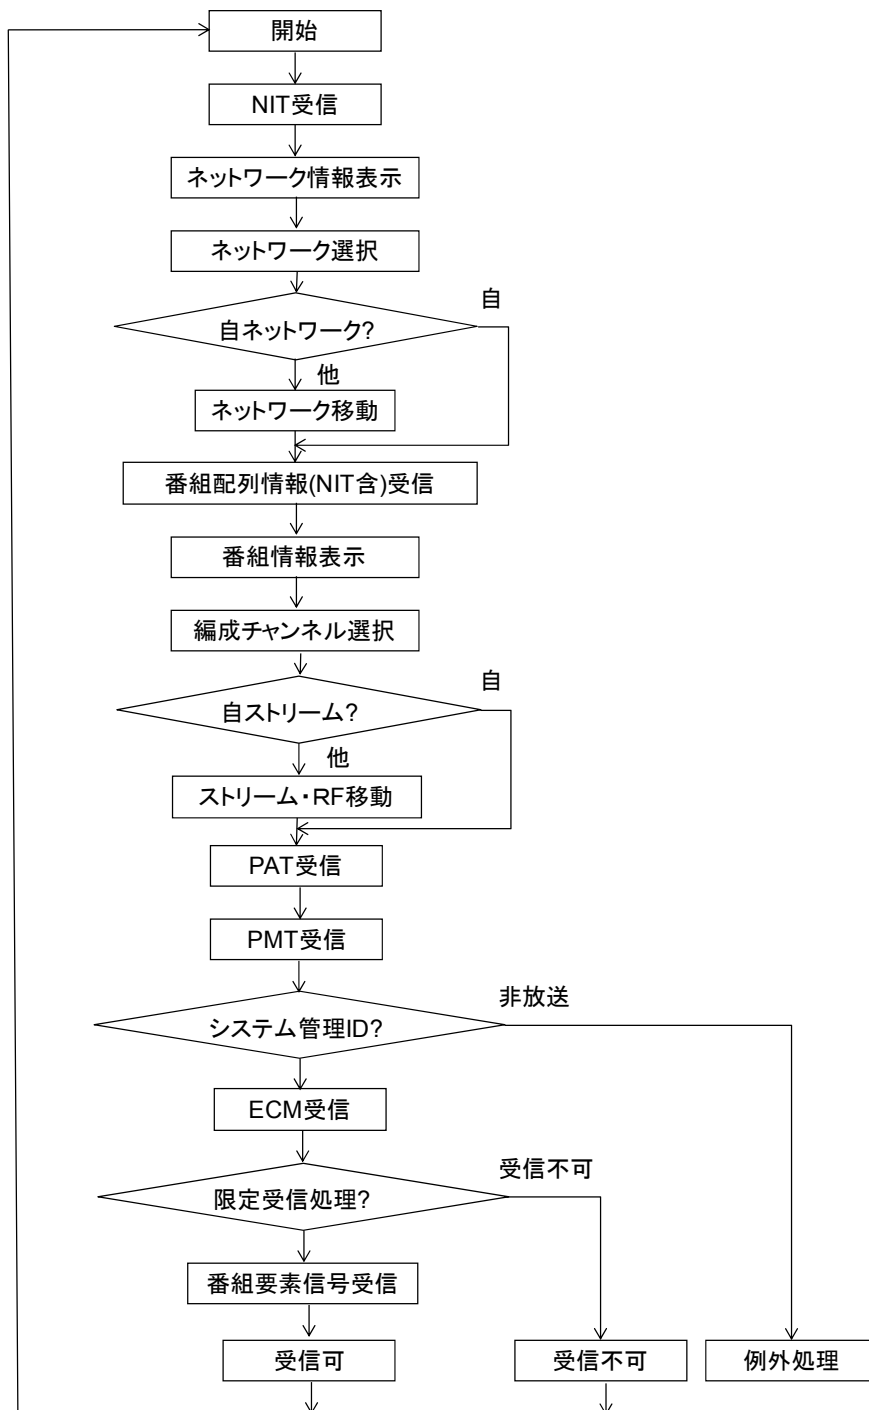 開始
NIT受信
ネットワーク情報表示
ネットワーク選択
自
自ネットワーク?
他
ネットワーク移動
番組配列情報(NIT含)受信
番組情報表示
編成チャンネル選択
自
自ストリーム?
他
ストリーム・RF移動
PAT受信
PMT受信
非放送
システム管理ID?
ECM受信
受信不可
限定受信処理?
番組要素信号受信
受信可
受信不可
例外処理